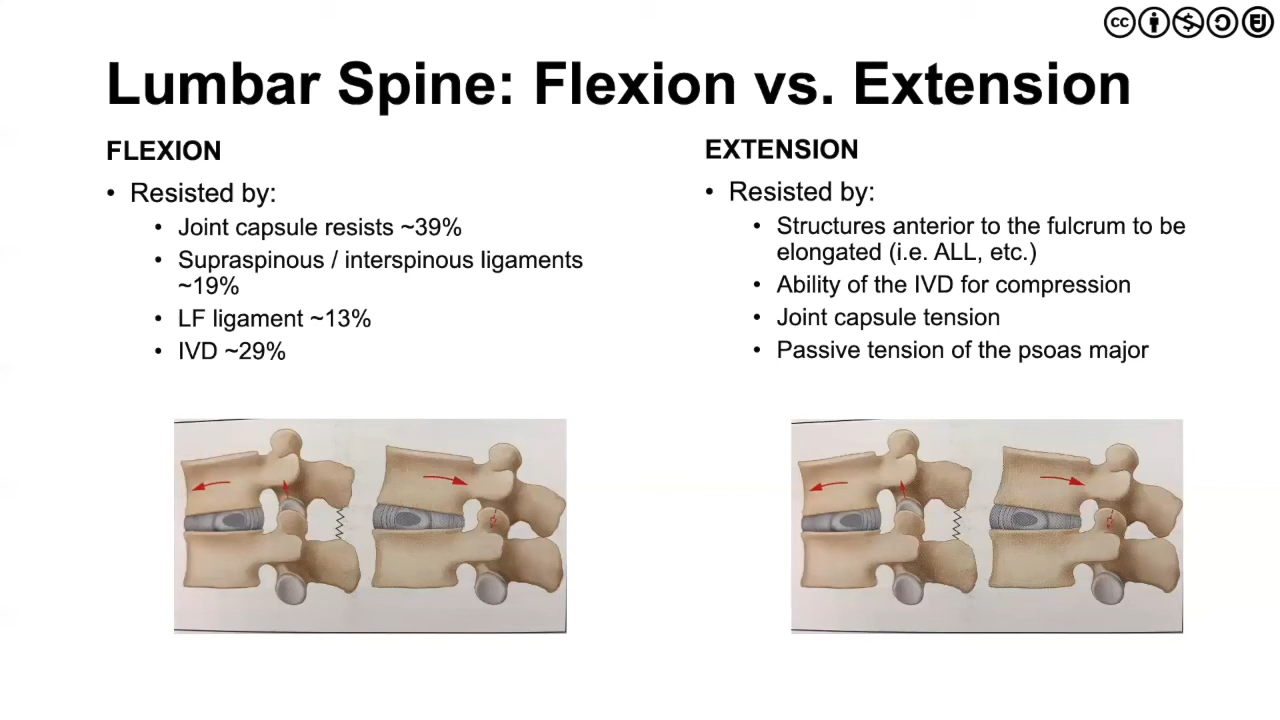 cc
Lumbar Spine: Flexion vs. Extension
FLEXION
• Resisted by:
• Joint capsule resists ~39%
• Supraspinous / interspinous ligaments
~19%
• LF ligament ~13%
• IVD ~29%
EXTENSION
• Resisted by:
• Structures anterior to the fulcrum to be
elongated (i.e. ALL, etc.)
• Ability of the IVD for compression
• Joint capsule tension
• Passive tension of the psoas major